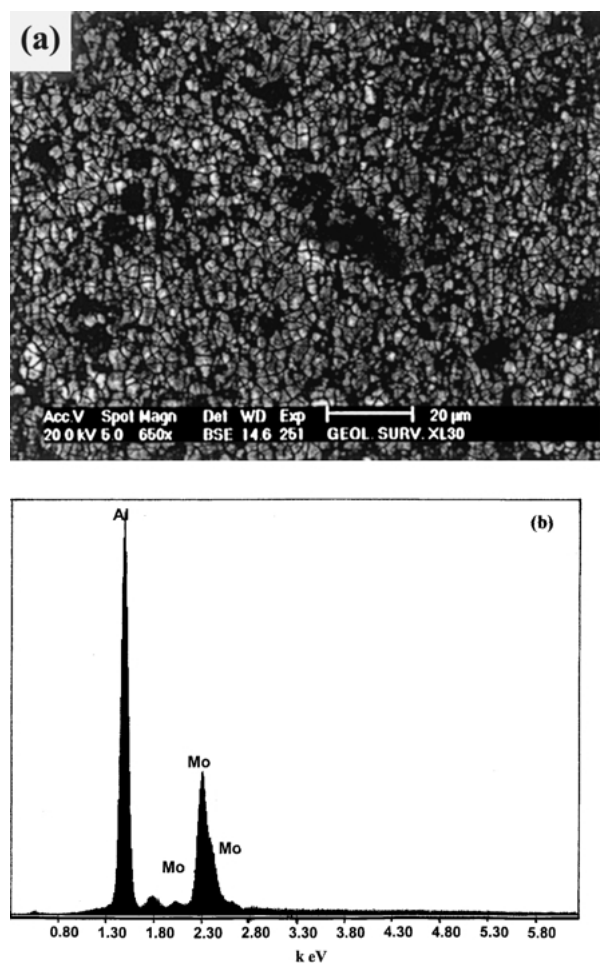 (a)
Acc.V Spot Magn Det WD Exp 20 µm
20.0 kV 5.0 650x BSE 14.6 251 GEOL. SURV. XL30
Al
(b)
Mo
Mo
Mo
0.80 1.30 1.80 2.30 2.80 3.30 3.80 4.30 4.80 5.30 5.80
k eV